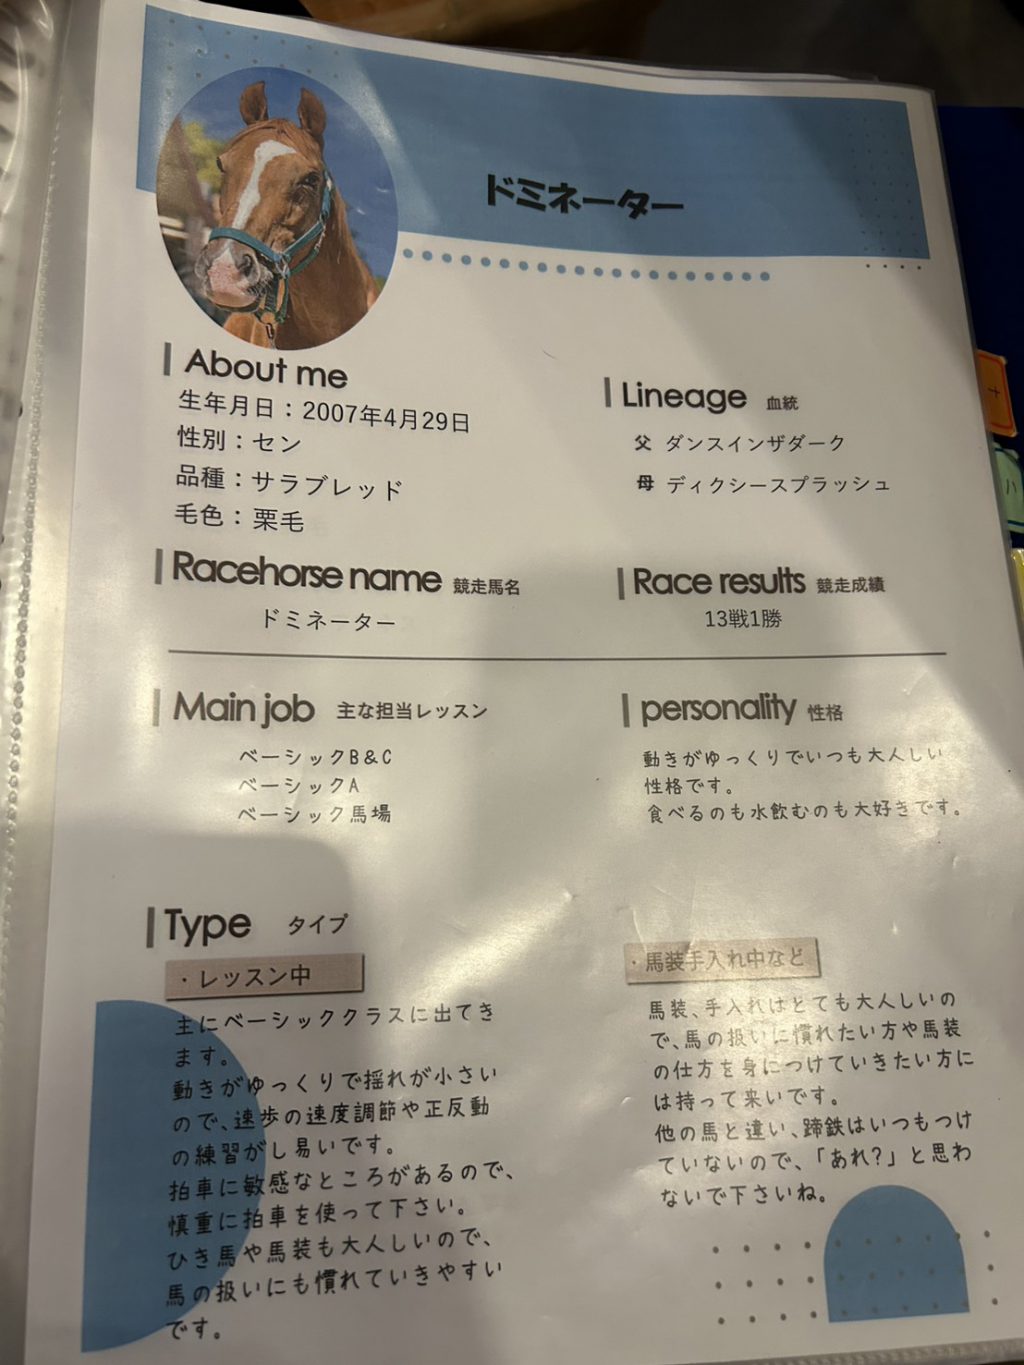 ドミネーター
About me
生年月日：2007年4月29日
性別：セン
品種：サラブレッド
毛色：栗毛
Lineage 血統
父 ダンスインザダーク
母 ディクシースプラッシュ
Racehorse name 競走馬名
ドミネーター
Race results 競走成績
13戦1勝
Main job 主な担当レッスン
ベーシックB＆C
ベーシックA
ベーシック馬場
personality 性格
動きがゆっくりでいつも大人しい
性格です。
食べるのも水飲むのも大好きです。
Type タイプ
・レッスン中
主にベーシッククラスに出てき
ます。
動きがゆっくりで揺れが小さい
ので、速歩の速度調節や正反動
の練習がし易いです。
拍車に敏感なところがあるので、
慎重に拍車を使って下さい。
ひき馬や馬装も大人しいので、
馬の扱いにも慣れていきやすい
です。
・馬装手入れ中など
馬装、手入れはとても大人しいの
で、馬の扱いに慣れたい方や馬装
の仕方を身につけていきたい方に
は持って来いです。
他の馬と違い、蹄鉄はいつもつけ
ていないので、「あれ？」と思わ
ないで下さいね。
ハ